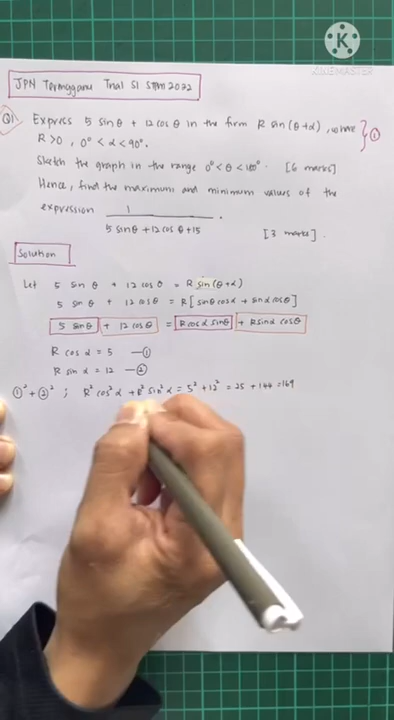 KINEMASTER
JPN Terengganu Trial S1 STPM 2022
Q1 Express 5 sin θ + 12 cos θ in the form R sin (θ + α), where
R > 0, 0° < α < 90°. } ①
Sketch the graph in the range 0° < θ < 180°. [6 marks]
Hence, find the maximum and minimum values of the
expression 1 / 5 sin θ + 12 cos θ + 15 .
[3 marks].
Solution
Let 5 sin θ + 12 cos θ = R sin (θ + α)
5 sin θ + 12 cos θ = R [ sin θ cos α + sin α cos θ ]
5 sin θ + 12 cos θ = R cos α sin θ + R sin α cos θ
R cos α = 5 — ①
R sin α = 12 — ②
①² + ②² ; R² cos² α + R² sin² α = 5² + 12² = 25 + 144 = 169